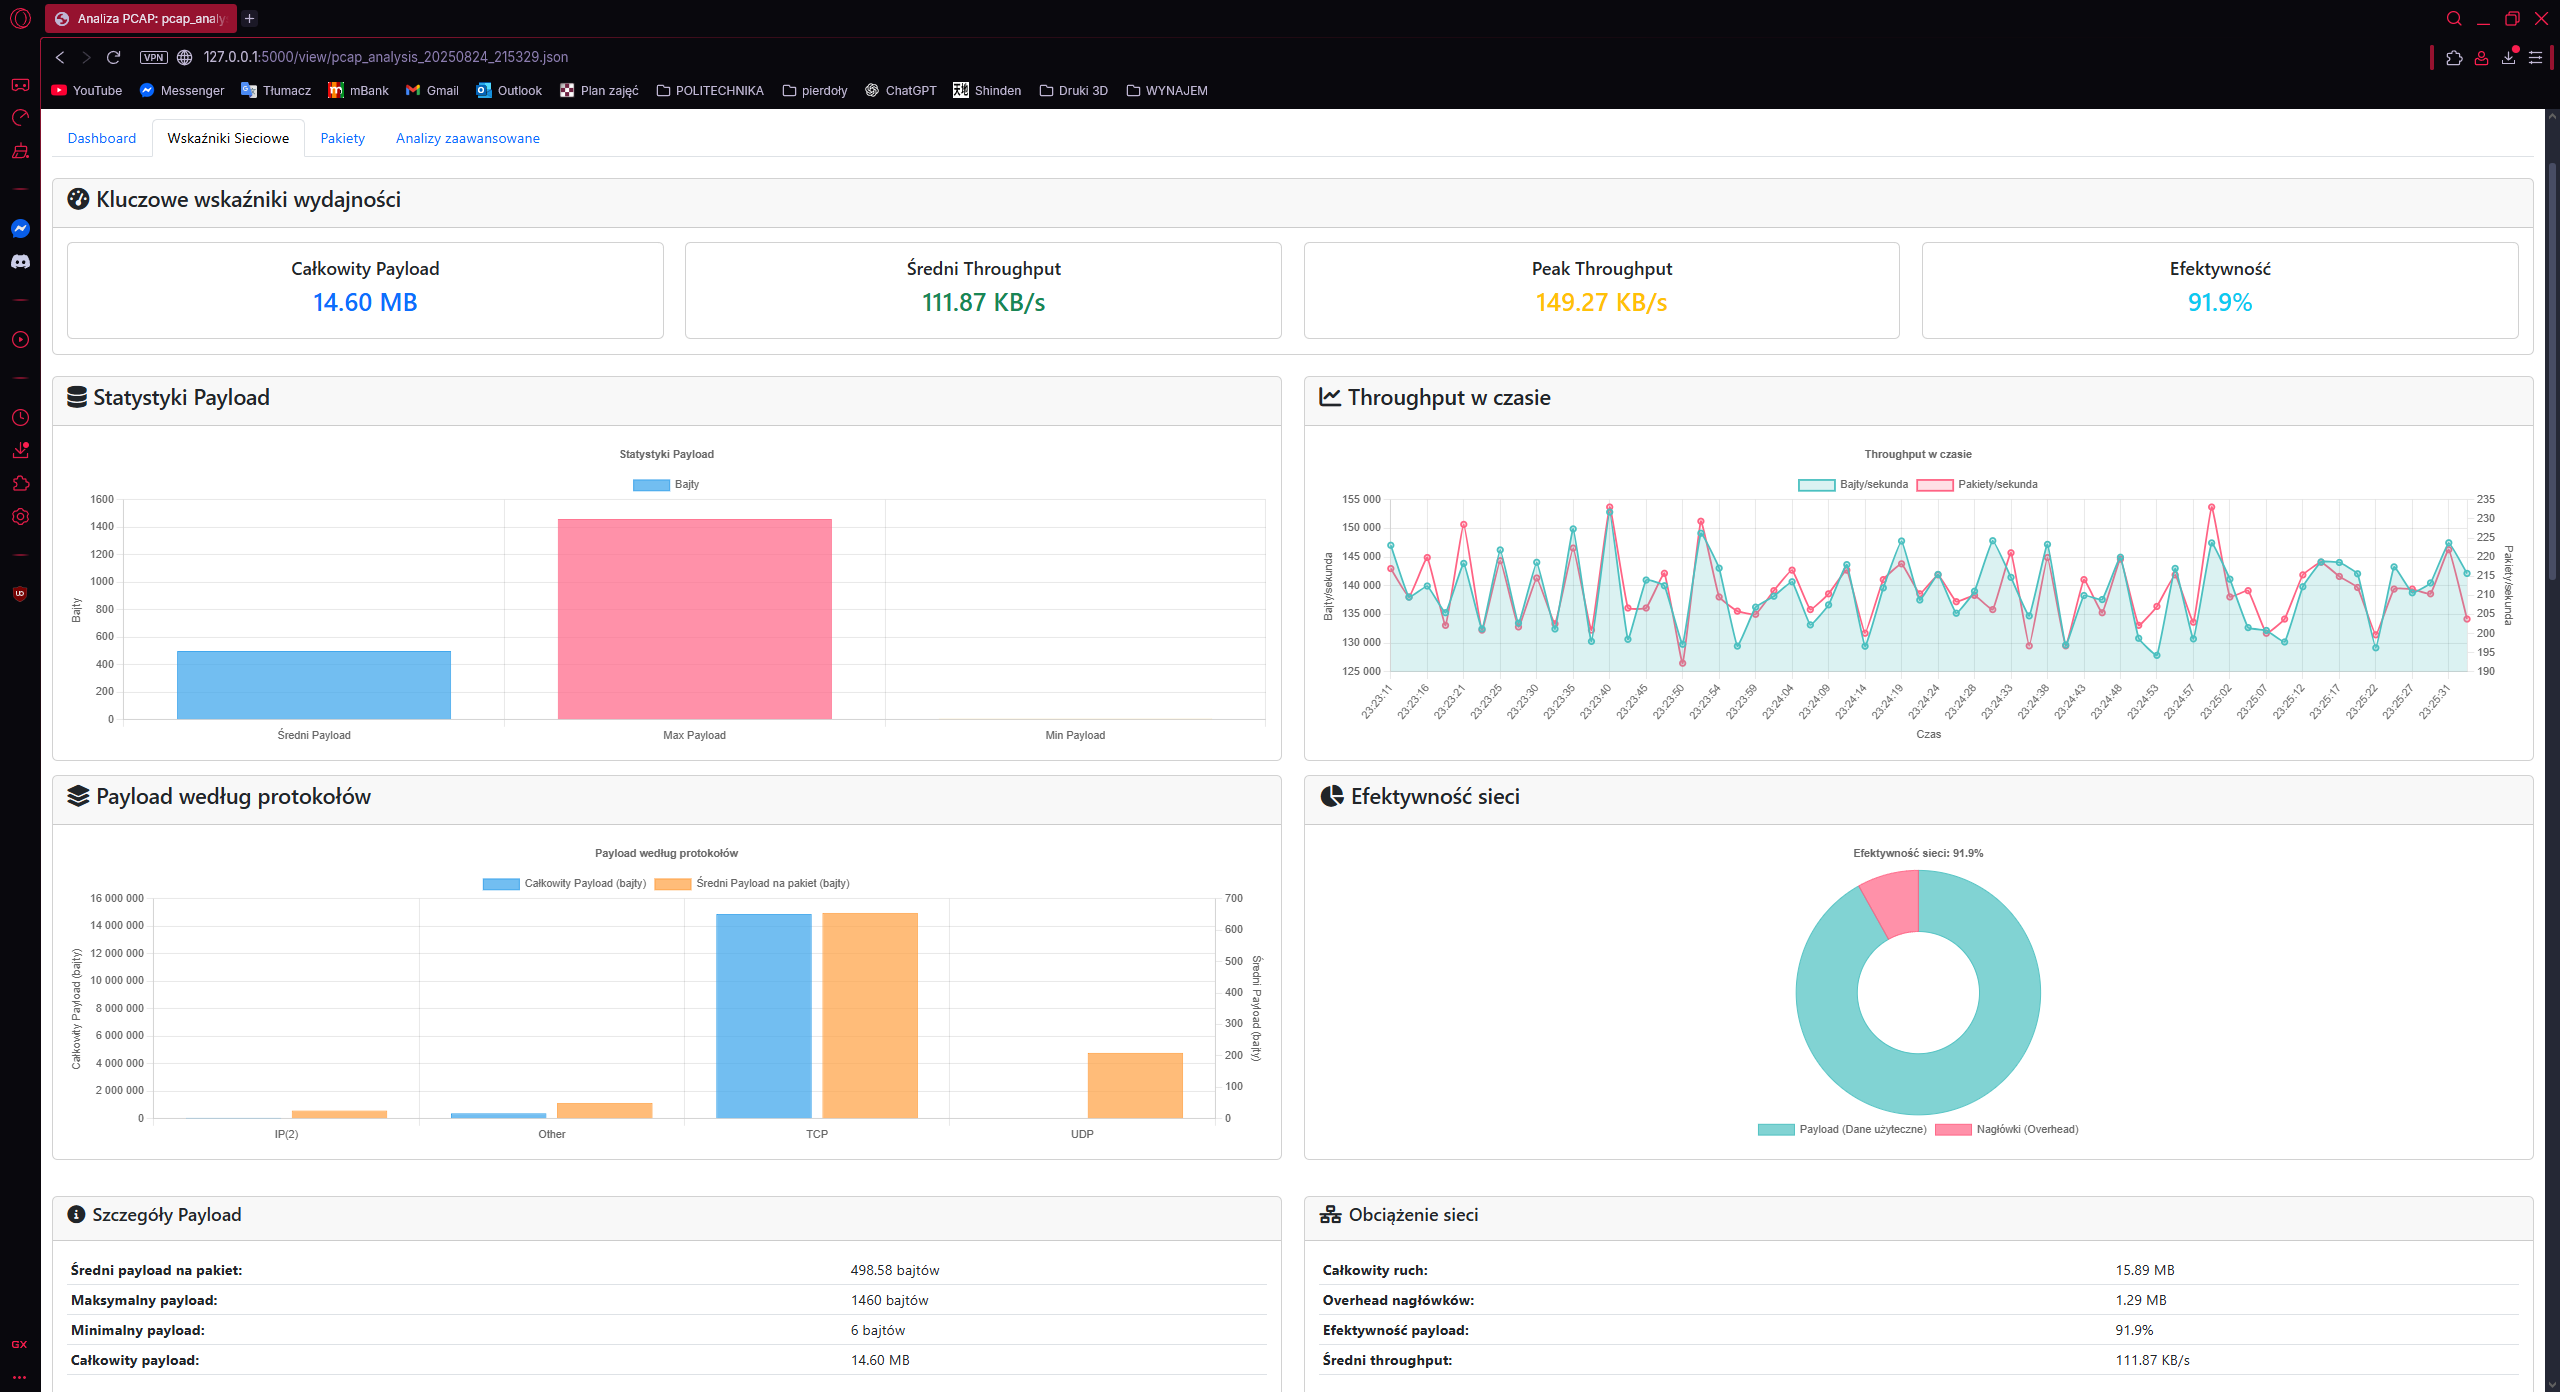 Analiza PCAP: pcap_analy
VPN
127.0.0.1:5000/view/pcap_analysis_20250824_215329.json
YouTube Messenger Tłumacz mBank Gmail Outlook Plan zajęć POLITECHNIKA pierdoły ChatGPT Shinden Druki 3D WYNAJEM
Dashboard Wskaźniki Sieciowe Pakiety Analizy zaawansowane
Kluczowe wskaźniki wydajności
Całkowity Payload
14.60 MB
Średni Throughput
111.87 KB/s
Peak Throughput
149.27 KB/s
Efektywność
91.9%
Statystyki Payload
Statystyki Payload
Bajty
1600
1400
1200
1000
800
600
400
200
0
Bajty
Średni Payload Max Payload Min Payload
Throughput w czasie
Throughput w czasie
Bajty/sekunda Pakiety/sekunda
155 000
150 000
145 000
140 000
135 000
130 000
125 000
Bajty/sekunda
235
230
225
220
215
210
205
200
195
190
Pakiety/sekunda
23:23:11 23:23:16 23:23:21 23:23:25 23:23:30 23:23:35 23:23:40 23:23:45 23:23:50 23:23:54 23:23:59 23:24:04 23:24:09 23:24:14 23:24:19 23:24:24 23:24:28 23:24:33 23:24:38 23:24:43 23:24:48 23:24:53 23:24:57 23:25:02 23:25:07 23:25:12 23:25:17 23:25:22 23:25:27 23:25:31
Czas
Payload według protokołów
Payload według protokołów
Całkowity Payload (bajty) Średni Payload na pakiet (bajty)
16 000 000
14 000 000
12 000 000
10 000 000
8 000 000
6 000 000
4 000 000
2 000 000
0
Całkowity Payload (bajty)
700
600
500
400
300
200
100
0
Średni Payload (bajty)
IP(2) Other TCP UDP
Efektywność sieci
Efektywność sieci: 91.9%
Payload (Dane użyteczne) Nagłówki (Overhead)
Szczegóły Payload
Średni payload na pakiet: 498.58 bajtów
Maksymalny payload: 1460 bajtów
Minimalny payload: 6 bajtów
Całkowity payload: 14.60 MB
Obciążenie sieci
Całkowity ruch: 15.89 MB
Overhead nagłówków: 1.29 MB
Efektywność payload: 91.9%
Średni throughput: 111.87 KB/s
GX